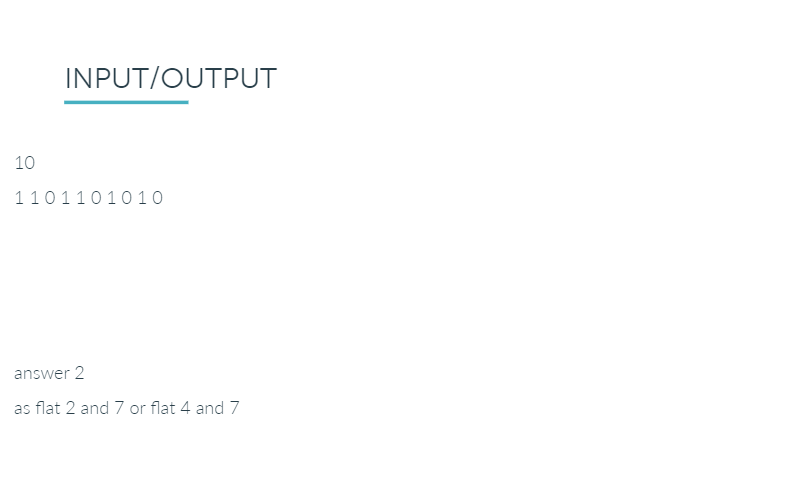 INPUT/OUTPUT
10
1 1 0 1 1 0 1 0 1 0
answer 2
as flat 2 and 7 or flat 4 and 7